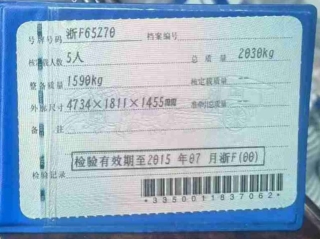 号牌号码 浙F65Z70 档案编号
核定载人数 5人 总质量 2030kg
整备质量 1590kg 核定载质量 --
外廓尺寸 4734×1811×1455mm 准牵引总质量 --
备注
检验有效期至2015年07月浙F(00)
检验记录
*3350011637062*